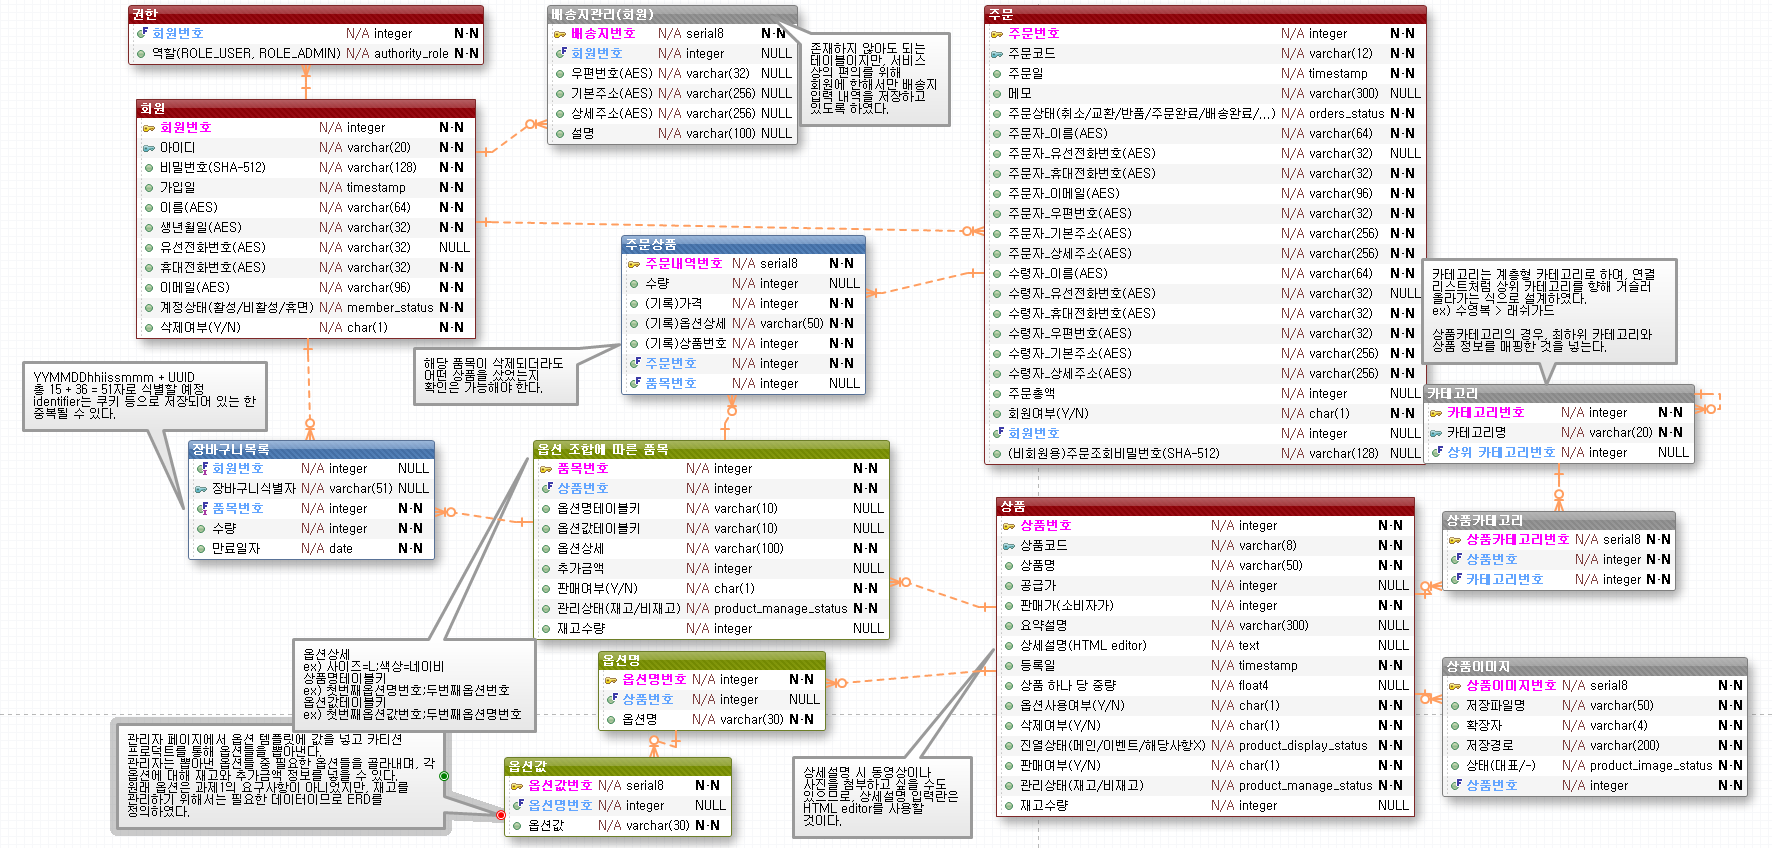 권한
회원번호 N/A integer N-N
역할(ROLE_USER, ROLE_ADMIN) N/A authority_role N-N
회원
회원번호 N/A integer N-N
아이디 N/A varchar(20) N-N
비밀번호(SHA-512) N/A varchar(128) N-N
가입일 N/A timestamp N-N
이름(AES) N/A varchar(64) N-N
생년월일(AES) N/A varchar(32) N-N
유선전화번호(AES) N/A varchar(32) NULL
휴대전화번호(AES) N/A varchar(32) N-N
이메일(AES) N/A varchar(96) N-N
계정상태(활성/비활성/휴면) N/A member_status N-N
삭제여부(Y/N) N/A char(1) N-N
배송지관리(회원)
배송지번호 N/A serial8 N-N
회원번호 N/A integer NULL
우편번호(AES) N/A varchar(32) NULL
기본주소(AES) N/A varchar(256) NULL
상세주소(AES) N/A varchar(256) NULL
설명 N/A varchar(100) NULL
존재하지 않아도 되는
테이블이지만, 서비스
상의 편의를 위해
회원에 한해서만 배송지
입력 내역을 저장하고
있도록 하였다.
주문
주문번호 N/A integer N-N
주문코드 N/A varchar(12) N-N
주문일 N/A timestamp N-N
메모 N/A varchar(300) NULL
주문상태(취소/교환/반품/주문완료/배송완료/...) N/A orders_status N-N
주문자_이름(AES) N/A varchar(64) N-N
주문자_유선전화번호(AES) N/A varchar(32) NULL
주문자_휴대전화번호(AES) N/A varchar(32) N-N
주문자_이메일(AES) N/A varchar(96) N-N
주문자_우편번호(AES) N/A varchar(32) N-N
주문자_기본주소(AES) N/A varchar(256) N-N
주문자_상세주소(AES) N/A varchar(256) N-N
수령자_이름(AES) N/A varchar(64) N-N
수령자_유선전화번호(AES) N/A varchar(32) NULL
수령자_휴대전화번호(AES) N/A varchar(32) N-N
수령자_우편번호(AES) N/A varchar(32) N-N
수령자_기본주소(AES) N/A varchar(256) N-N
수령자_상세주소(AES) N/A varchar(256) N-N
주문총액 N/A integer NULL
회원여부(Y/N) N/A char(1) N-N
회원번호 N/A integer NULL
(비회원용)주문조회비밀번호(SHA-512) N/A varchar(128) NULL
주문상품
주문내역번호 N/A serial8 N-N
수량 N/A integer NULL
(기록)가격 N/A integer N-N
(기록)옵션상세 N/A varchar(50) N-N
(기록)상품번호 N/A integer N-N
주문번호 N/A integer N-N
품목번호 N/A integer NULL
해당 품목이 삭제되더라도
어떤 상품을 샀었는지
확인은 가능해야 한다.
카테고리는 계층형 카테고리로 하며, 연결
리스트처럼 상위 카테고리를 향해 거슬러
올라가는 식으로 설계하였다.
ex) 수영복 > 래쉬가드
상품카테고리의 경우, 최하위 카테고리와
상품 정보를 매핑한 것을 넣는다.
카테고리
카테고리번호 N/A integer N-N
카테고리명 N/A varchar(20) N-N
상위 카테고리번호 N/A integer NULL
YYMMDDhhiissmmm + UUID
총 15 + 36 = 51자로 식별할 예정
identifier는 쿠키 등으로 저장되어 있는 한
중복될 수 있다.
장바구니목록
회원번호 N/A integer NULL
장바구니식별자 N/A varchar(51) NULL
품목번호 N/A integer N-N
수량 N/A integer N-N
만료일자 N/A date N-N
옵션 조합에 따른 품목
품목번호 N/A integer N-N
상품번호 N/A integer N-N
옵션명테이블키 N/A varchar(10) NULL
옵션값테이블키 N/A varchar(10) NULL
옵션상세 N/A varchar(100) NULL
추가금액 N/A integer NULL
판매여부(Y/N) N/A char(1) N-N
관리상태(재고/비재고) N/A product_manage_status N-N
재고수량 N/A integer NULL
상품
상품번호 N/A integer N-N
상품코드 N/A varchar(8) N-N
상품명 N/A varchar(50) N-N
공급가 N/A integer NULL
판매가(소비자가) N/A integer N-N
요약설명 N/A varchar(300) NULL
상세설명(HTML editor) N/A text NULL
등록일 N/A timestamp N-N
상품 하나 당 중량 N/A float4 NULL
옵션사용여부(Y/N) N/A char(1) N-N
삭제여부(Y/N) N/A char(1) N-N
진열상태(메인/이벤트/해당사항X) N/A product_display_status N-N
판매여부(Y/N) N/A char(1) N-N
관리상태(재고/비재고) N/A product_manage_status N-N
재고수량 N/A integer NULL
상품카테고리
상품카테고리번호 N/A serial8 N-N
상품번호 N/A integer N-N
카테고리번호 N/A integer N-N
상품이미지
상품이미지번호 N/A serial8 N-N
저장파일명 N/A varchar(50) N-N
확장자 N/A varchar(4) N-N
저장경로 N/A varchar(200) N-N
상태(대표/-) N/A product_image_status N-N
상품번호 N/A integer N-N
옵션상세
ex) 사이즈=L;색상=네이비
상품명테이블키
ex) 첫번째옵션명번호;두번째옵션번호
옵션값테이블키
ex) 첫번째옵션값번호;두번째옵션명번호
옵션명
옵션명번호 N/A integer N-N
상품번호 N/A integer NULL
옵션명 N/A varchar(30) N-N
옵션값
옵션값번호 N/A serial8 N-N
옵션명번호 N/A integer NULL
옵션값 N/A varchar(30) N-N
관리자 페이지에서 옵션 템플릿에 값을 넣고 카티션
프로덕트를 통해 옵션들을 뽑아낸다.
관리자는 뽑아낸 옵션들 중 필요한 옵션들을 골라내며, 각
옵션에 대해 재고와 추가금액 정보를 넣을 수 있다.
원래 옵션은 과제1의 요구사항이 아니었지만, 재고를
관리하기 위해서는 필요한 데이터이므로 ERD를
정의하였다.
상세설명 시 동영상이나
사진을 첨부하고 싶을 수도
있으므로, 상세설명 입력란은
HTML editor를 사용할
것이다.